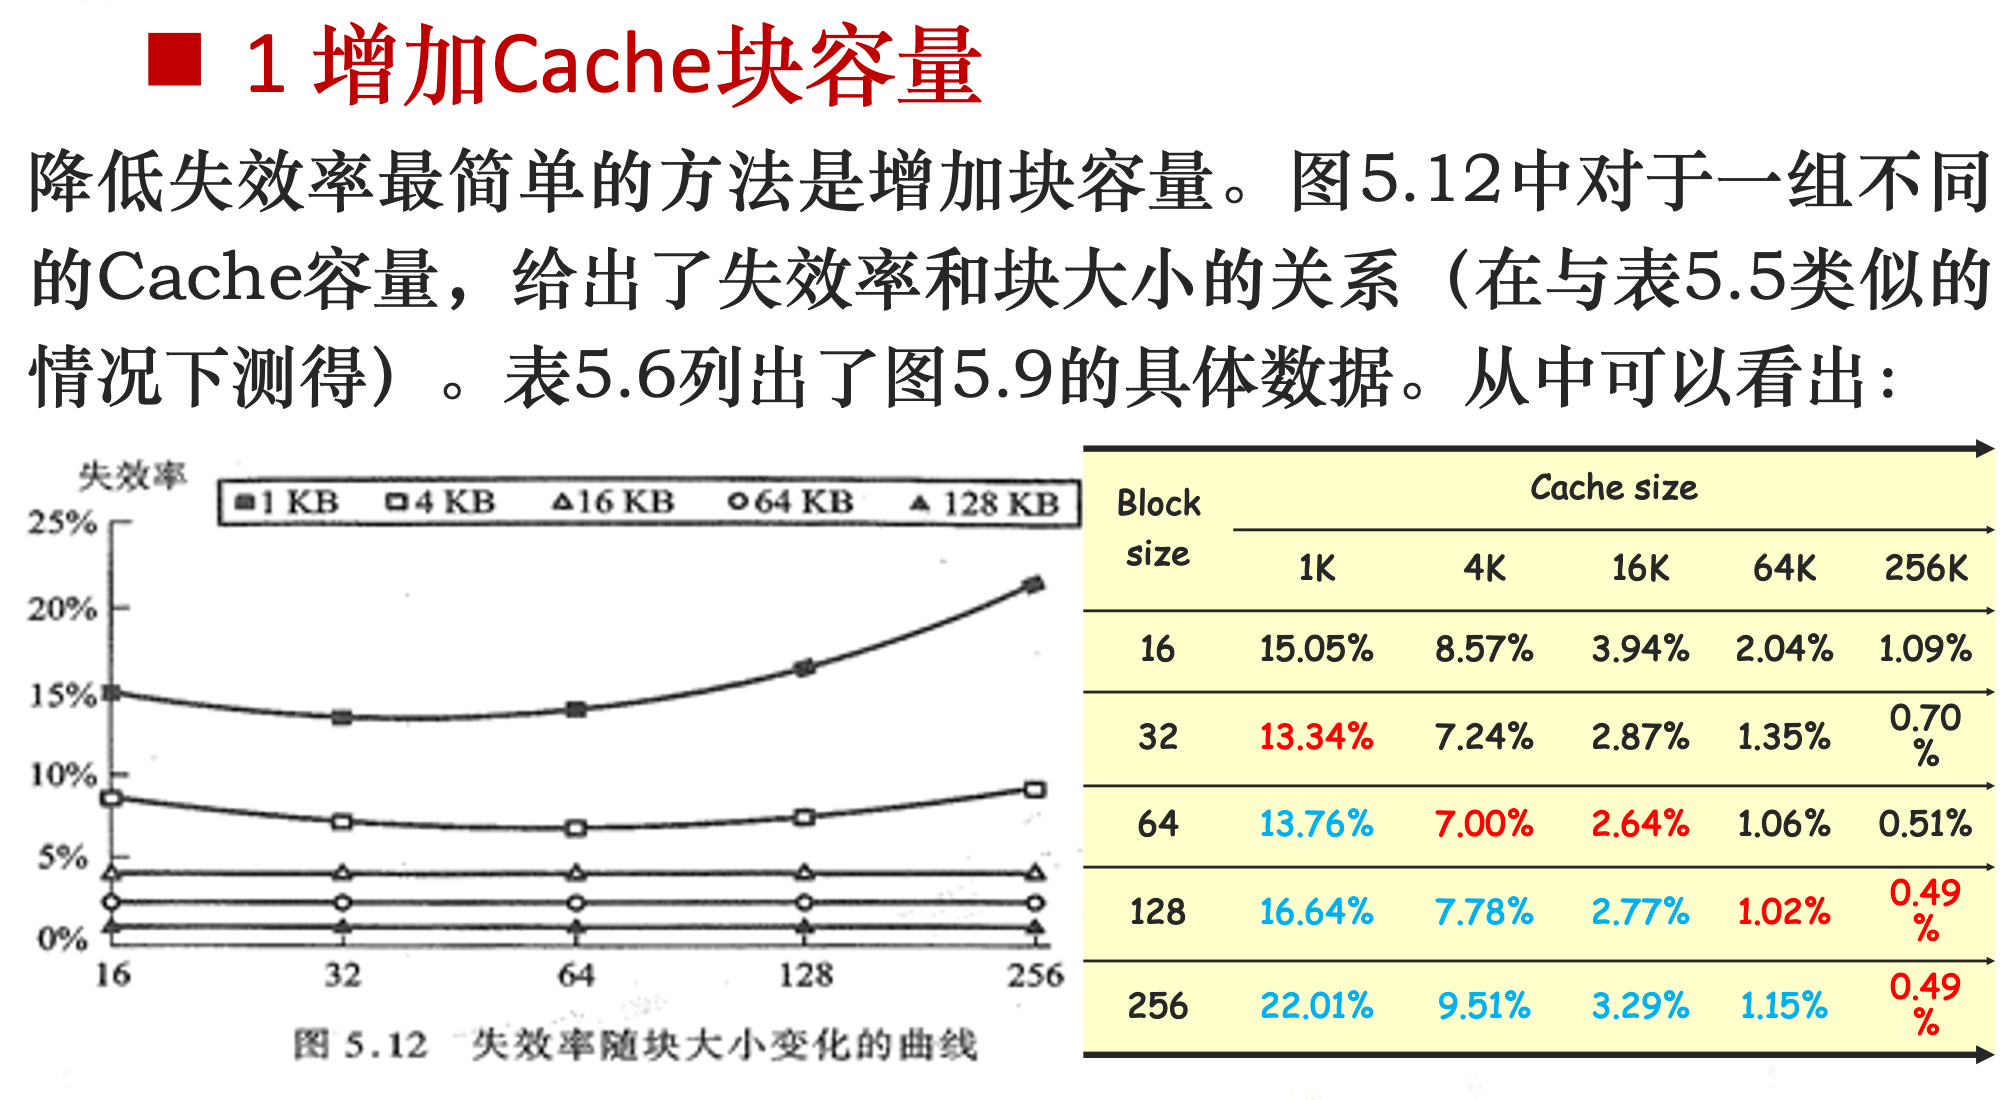 1 增加Cache块容量
降低失效率最简单的方法是增加块容量。图5.12中对于一组不同
的Cache容量，给出了失效率和块大小的关系（在与表5.5类似的
情况下测得）。表5.6列出了图5.9的具体数据。从中可以看出：
失效率
1 KB 4 KB 16 KB 64 KB 128 KB
25%
20%
15%
10%
5%
0%
16 32 64 128 256
图 5.12 失效率随块大小变化的曲线
Block size Cache size
1K 4K 16K 64K 256K
16 15.05% 8.57% 3.94% 2.04% 1.09%
32 13.34% 7.24% 2.87% 1.35% 0.70%
64 13.76% 7.00% 2.64% 1.06% 0.51%
128 16.64% 7.78% 2.77% 1.02% 0.49%
256 22.01% 9.51% 3.29% 1.15% 0.49%